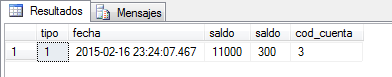 Resultados Mensajes
tipo fecha saldo saldo cod_cuenta
1 1 2015-02-16 23:24:07.467 11000 300 3